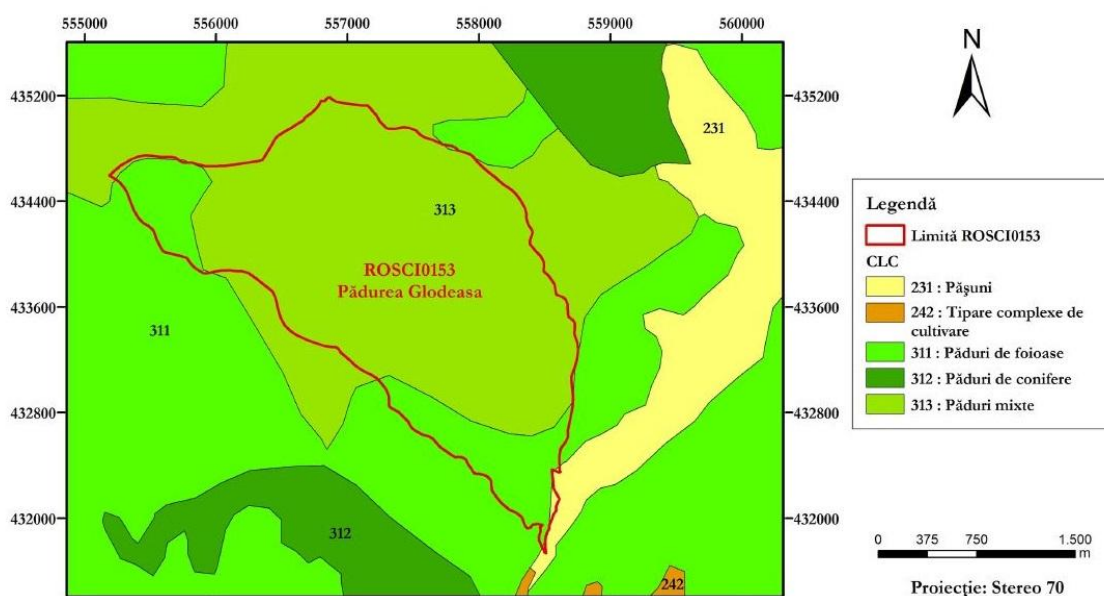 555000 556000 557000 558000 559000 560000
N
435200 435200
231
434400 434400
313
Legendă
Limită ROSCI0153
CLC
ROSCI0153
Pădurea Glodeasa
231 : Pășuni
433600 433600
311
242 : Tipare complexe de
cultivare
311 : Păduri de foioase
312 : Păduri de conifere
432800 432800
313 : Păduri mixte
432000 432000
312
242
0 375 750 1.500
m
Proiecție: Stereo 70